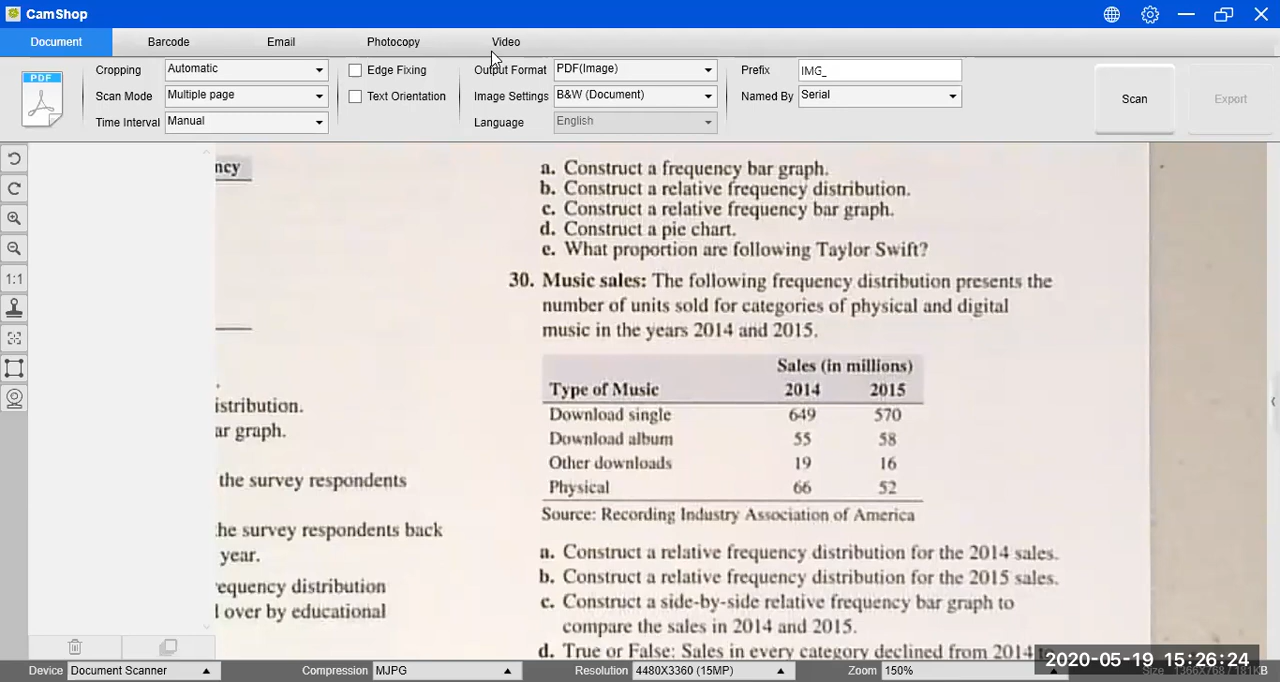 CamShop
Document Barcode Email Photocopy Video
PDF
Cropping Automatic
Scan Mode Multiple page
Time Interval Manual
Edge Fixing
Text Orientation
Output Format PDF(Image)
Image Settings B&W (Document)
Language English
Prefix IMG_
Named By Serial
Scan
Export
1:1
ncy
istribution.
ar graph.
the survey respondents
the survey respondents back
year.
requency distribution
over by educational
a. Construct a frequency bar graph.
b. Construct a relative frequency distribution.
c. Construct a relative frequency bar graph.
d. Construct a pie chart.
e. What proportion are following Taylor Swift?
30. Music sales: The following frequency distribution presents the
number of units sold for categories of physical and digital
music in the years 2014 and 2015.
Sales (in millions)
Type of Music 2014 2015
Download single 649 570
Download album 55 58
Other downloads 19 16
Physical 66 52
Source: Recording Industry Association of America
a. Construct a relative frequency distribution for the 2014 sales.
b. Construct a relative frequency distribution for the 2015 sales.
c. Construct a side-by-side relative frequency bar graph to
compare the sales in 2014 and 2015.
d. True or False: Sales in every category declined from 2014
2020-05-19 15:26:24
Device Document Scanner Compression MJPG Resolution 4480X3360 (15MP) Zoom 150%